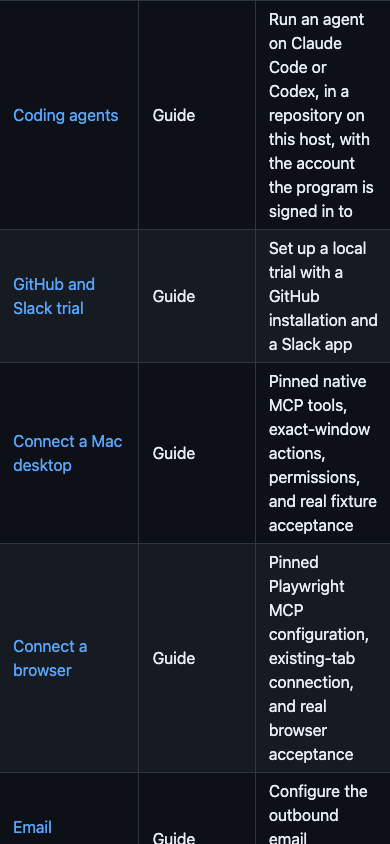 Coding agents
Guide
Run an agent
on Claude
Code or
Codex, in a
repository on
this host, with
the account
the program is
signed in to
GitHub and
Slack trial
Guide
Set up a local
trial with a
GitHub
installation and
a Slack app
Connect a Mac
desktop
Guide
Pinned native
MCP tools,
exact-window
actions,
permissions,
and real fixture
acceptance
Connect a
browser
Guide
Pinned
Playwright
MCP
configuration,
existing-tab
connection,
and real
browser
acceptance
Email
Guide
Configure the
outbound
email